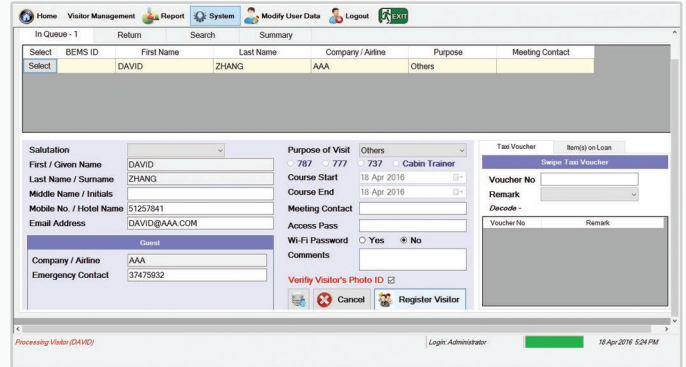 Home Visitor Management Report System Modify User Data Logout EXIT
In Queue - 1 Return Search Summary
Select BEMS ID First Name Last Name Company / Airline Purpose Meeting Contact
Select DAVID ZHANG AAA Others
Salutation
First / Given Name DAVID
Last Name / Surname ZHANG
Middle Name / Initials
Mobile No. / Hotel Name 51257841
Email Address DAVID@AAA.COM
Guest
Company / Airline AAA
Emergency Contact 37475932
Purpose of Visit Others
787 777 737 Cabin Trainer
Course Start 18 Apr 2016
Course End 18 Apr 2016
Meeting Contact
Access Pass
Wi-Fi Password Yes No
Comments
Verifiy Visitor's Photo ID
Cancel Register Visitor
Taxi Voucher Item(s) on Loan
Swipe Taxi Voucher
Voucher No
Remark
Decode -
Voucher No Remark
Processing Visitor (DAVID) Login: Administrator 18 Apr 2016 5:24 PM